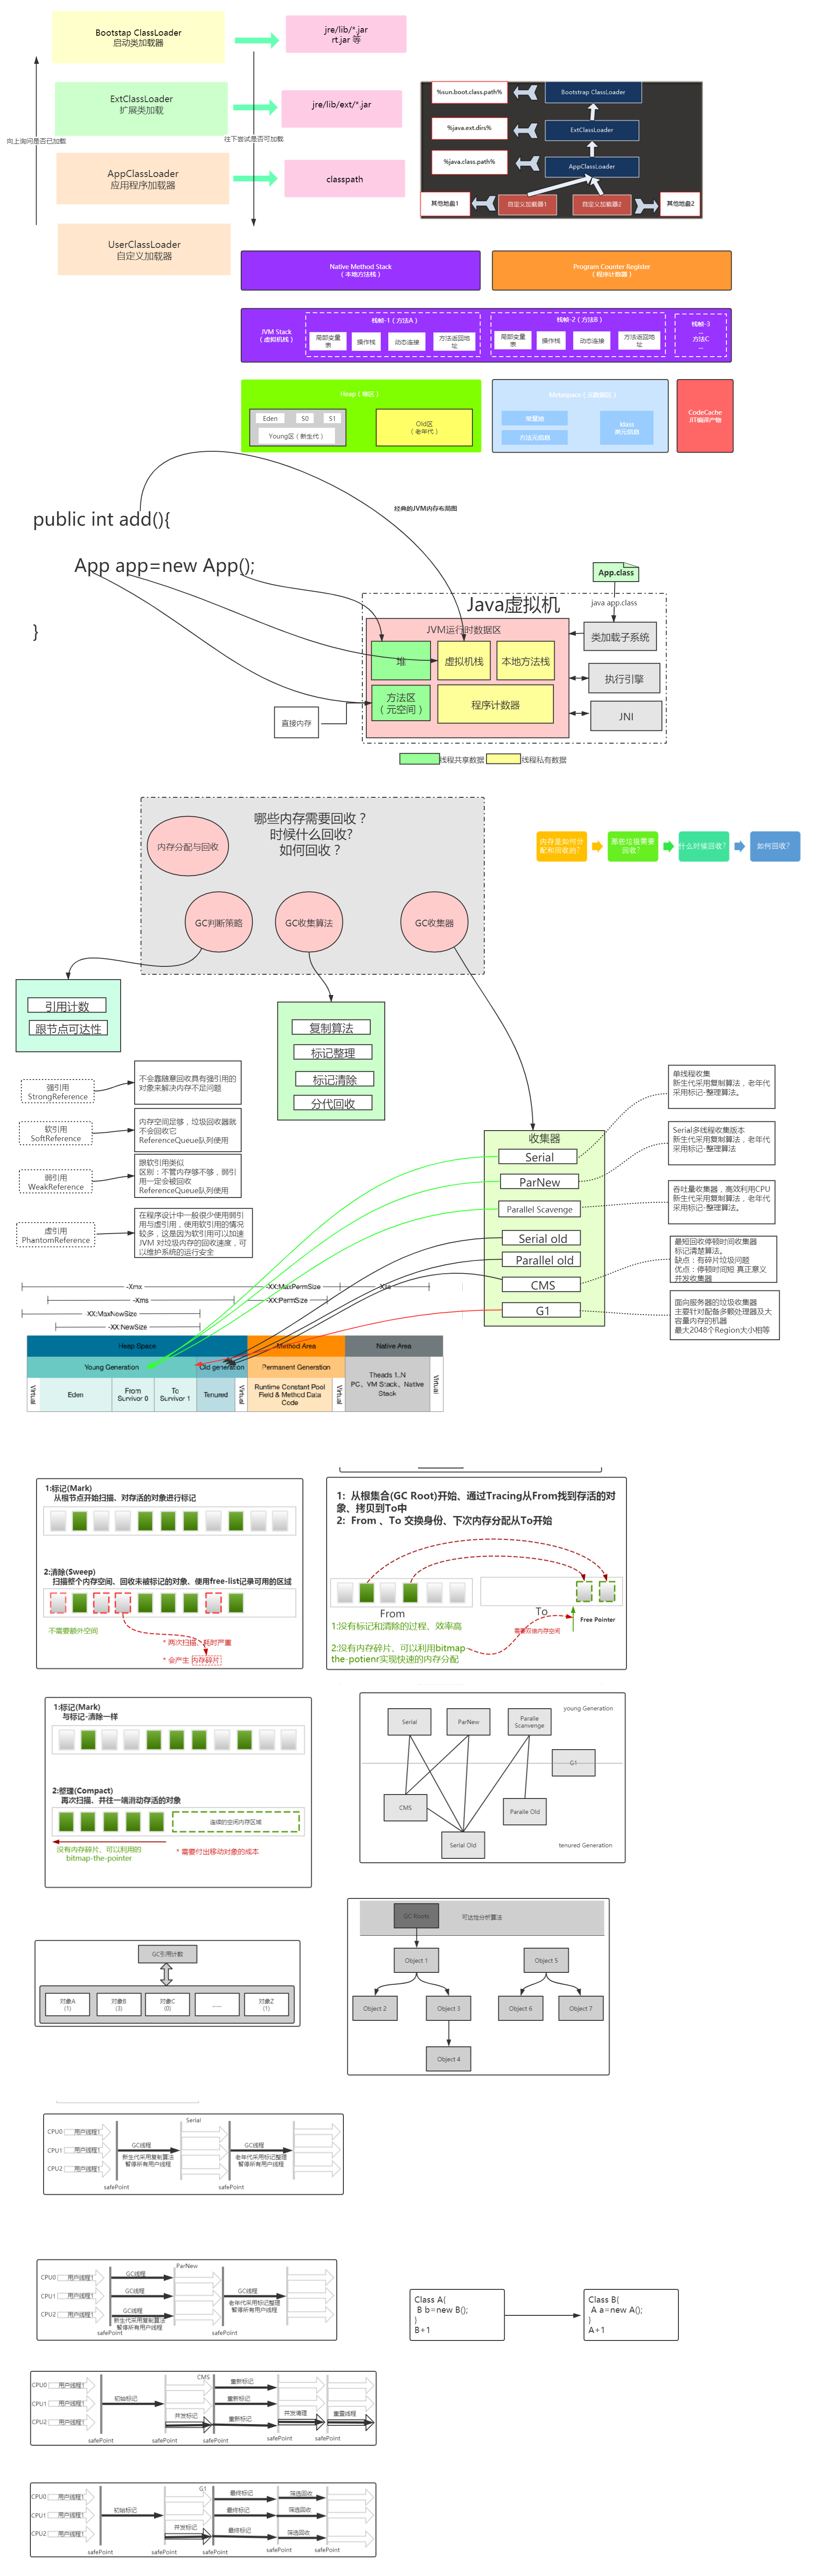 Bootstap ClassLoader
启动类加载器
jre/lib/*.jar
rt.jar 等
ExtClassLoader
扩展类加载
jre/lib/ext/*.jar
向上询问是否已加载
往下尝试是否可加载
AppClassLoader
应用程序加载器
classpath
UserClassLoader
自定义加载器
%sun.boot.class.path%
Bootstrap ClassLoader
%java.ext.dirs%
ExtClassLoader
%java.class.path%
AppClassLoader
其他地盘1
自定义加载器1
自定义加载器2
其他地盘2
Native Method Stack
(本地方法栈)
Program Counter Register
(程序计数器)
JVM Stack
(虚拟机栈)
栈帧-1(方法A)
局部变量表
操作栈
动态连接
方法返回地址
栈帧-2(方法B)
局部变量表
操作栈
动态连接
方法返回地址
栈帧-3
...
方法C
...
Heap(堆区)
Eden
S0
S1
Young区(新生代)
Old区
(老年代)
Metaspace(元数据区)
常量池
方法元信息
klass
类元信息
CodeCache
JIT编译产物
经典的JVM内存布局图
public int add(){
App app=new App();
}
App.class
java app.class
Java虚拟机
JVM运行时数据区
堆
虚拟机栈
本地方法栈
方法区
(元空间)
程序计数器
类加载子系统
执行引擎
JNI
直接内存
线程共享数据
线程私有数据
哪些内存需要回收?
时候什么回收?
如何回收?
内存分配与回收
GC判断策略
GC收集算法
GC收集器
内存是如何分配和回收的?
那些垃圾需要回收?
什么时候回收?
如何回收?
引用计数
跟节点可达性
复制算法
标记整理
标记清除
分代回收
强引用
StrongReference
不会靠随意回收具有强引用的对象来解决内存不足问题
软引用
SoftReference
内存空间足够,垃圾回收器就不会回收它
ReferenceQueue队列使用
弱引用
WeakReference
跟软引用类似
区别:不管内存够不够,弱引用一定会被回收
ReferenceQueue队列使用
虚引用
PhantomReference
在程序设计中一般很少使用弱引用与虚引用,使用软引用的情况较多,这是因为软引用可以加速JVM 对垃圾内存的回收速度,可以维护系统的运行安全
收集器
Serial
ParNew
Parallel Scavenge
Serial old
Parallel old
CMS
G1
单线程收集
新生代采用复制算法,老年代采用标记-整理算法。
Serial多线程收集版本
新生代采用复制算法,老年代采用标记-整理算法
吞吐量收集器,高效利用CPU
新生代采用复制算法,老年代采用标记-整理算法。
最短回收停顿时间收集器
标记清楚算法。
缺点:有碎片垃圾问题
优点:停顿时间短 真正意义并发收集器
面向服务器的垃圾收集器
主要针对配备多颗处理器及大容量内存的机器
最大2048个Region大小相等
-Xmx
-XX:MaxPermSize
-Xss
-Xms
-XX:PermSize
XX:MaxNewSize
-XX:NewSize
Heap Space
Method Area
Native Area
Young Generation
Old generation
Permanent Generation
Virtual
Eden
From
Survivor 0
To
Survivor 1
Tenured
Virtual
Runtime Constant Pool
Field & Method Data
Code
Virtual
Theads 1..N
PC、VM Stack、Native
Stack
Virtual
1:标记(Mark)
从根节点开始扫描、对存活的对象进行标记
2:清除(Sweep)
扫描整个内存空间、回收未被标记的对象、使用free-list记录可用的区域
不需要额外空间
* 两次扫描、耗时严重
* 会产生 内存碎片
1: 从根集合(GC Root)开始、通过Tracing从From找到存活的对象、拷贝到To中
2: From 、To 交换身份、下次内存分配从To开始
From
To
Free Pointer
1:没有标记和清除的过程、效率高
需要双倍内存空间
2:没有内存碎片、可以利用bitmap-the-potienr实现快速的内存分配
1:标记(Mark)
与标记-清除一样
2:整理(Compact)
再次扫描、并往一端消动存活的对象
连续的空闲内存区域
没有内存碎片、可以利用的
bitmap-the-pointer
* 需要付出移动对象的成本
Serial
ParNew
Paralle
Scanvenge
young Generation
G1
CMS
Paralle Old
Serial Old
tenured Generation
GC引用计数
对象A
(1)
对象B
(3)
对象C
(0)
......
对象Z
(1)
GC Roots
可达性分析算法
Object 1
Object 5
Object 2
Object 3
Object 6
Object 7
Object 4
Serial
CPU0
用户线程1
CPU1
用户线程1
CPU2
用户线程1
GC线程
新生代采用复制算法
暂停所有用户线程
GC线程
老年代采用标记整理
暂停所有用户线程
safePoint
safePoint
ParNew
CPU0
用户线程1
CPU1
用户线程1
CPU2
用户线程1
GC线程
GC线程
GC线程
新生代采用复制算法
暂停所有用户线程
GC线程
老年代采用标记整理
暂停所有用户线程
safePoint
safePoint
Class A{
B b=new B();
}
B+1
Class B{
A a=new A();
}
A+1
CMS
CPU0
用户线程1
CPU1
用户线程1
CPU2
用户线程1
初始标记
并发标记
重新标记
重新标记
重新标记
并发清理
重置线程
safePoint
safePoint
safePoint
safePoint
safePoint
G1
CPU0
用户线程1
CPU1
用户线程1
CPU2
用户线程1
初始标记
并发标记
最终标记
最终标记
最终标记
筛选回收
筛选回收
筛选回收
safePoint
safePoint
safePoint
safePoint
safePoint